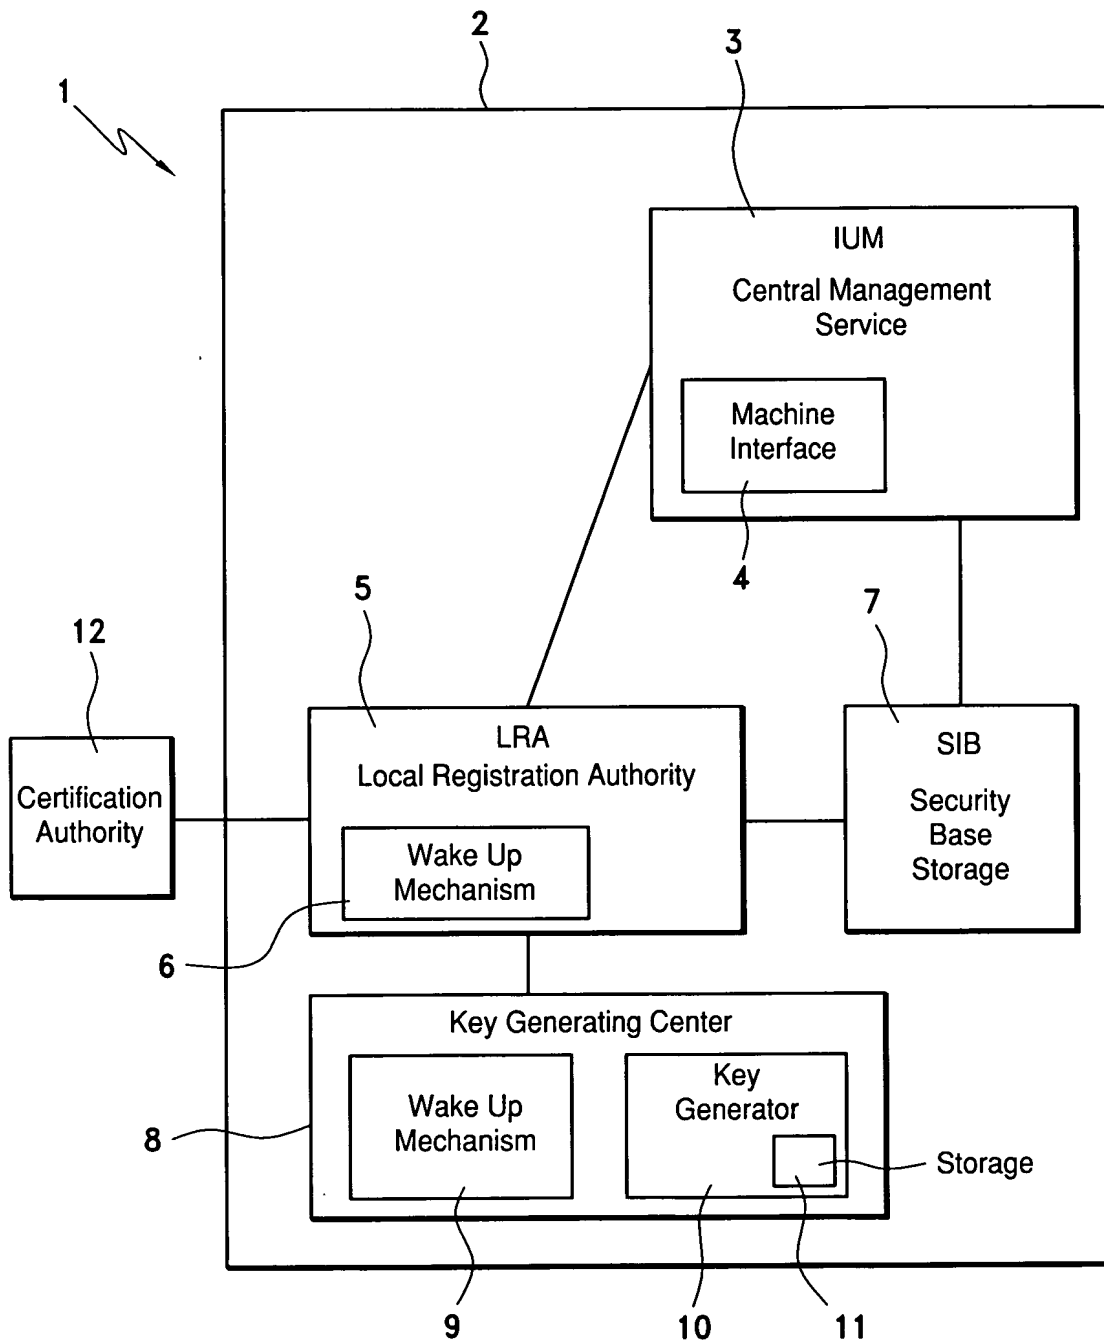 2
3
1
IUM
Central Management
Service
Machine
Interface
4
5
7
12
LRA
Local Registration Authority
SIB
Certification
Authority
Security
Base
Storage
Wake Up
Mechanism
6
Key Generating Center
Wake Up
Mechanism
Key
Generator
8
Storage
9
10
11